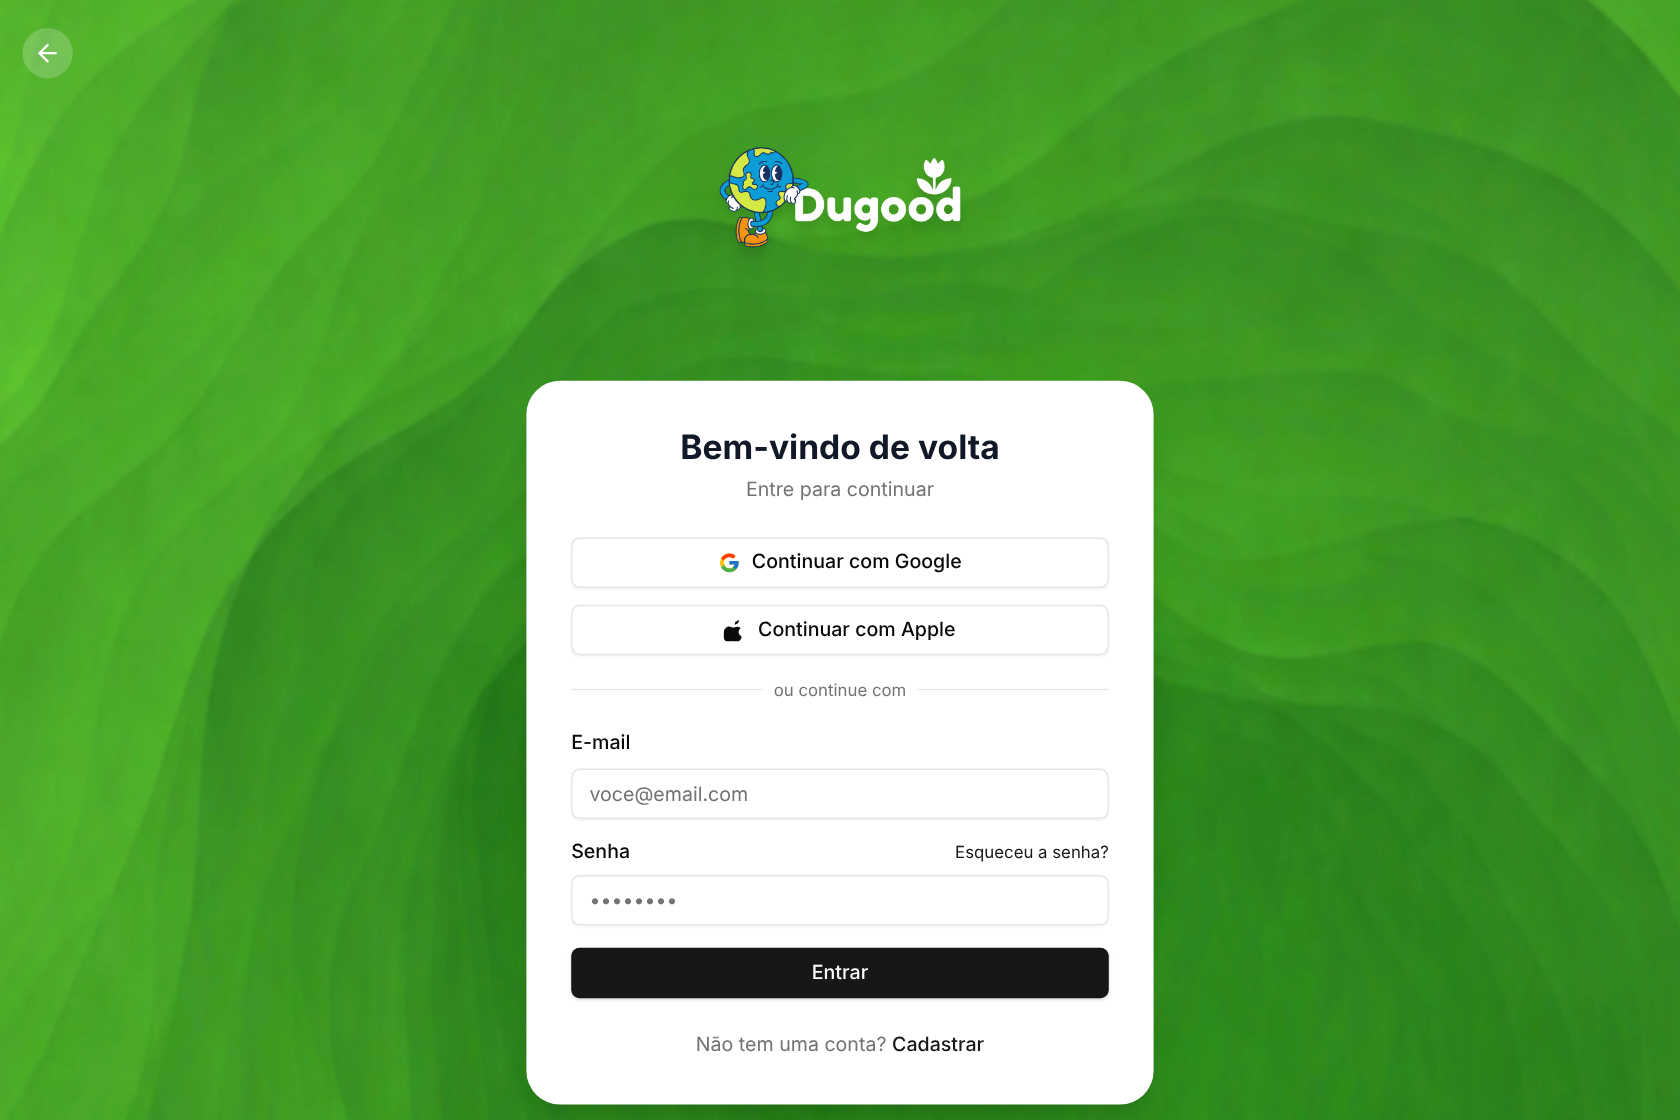 Dugood
Bem-vindo de volta
Entre para continuar
Continuar com Google
Continuar com Apple
ou continue com
E-mail
voce@email.com
Senha
Esqueceu a senha?
••••••••
Entrar
Não tem uma conta? Cadastrar